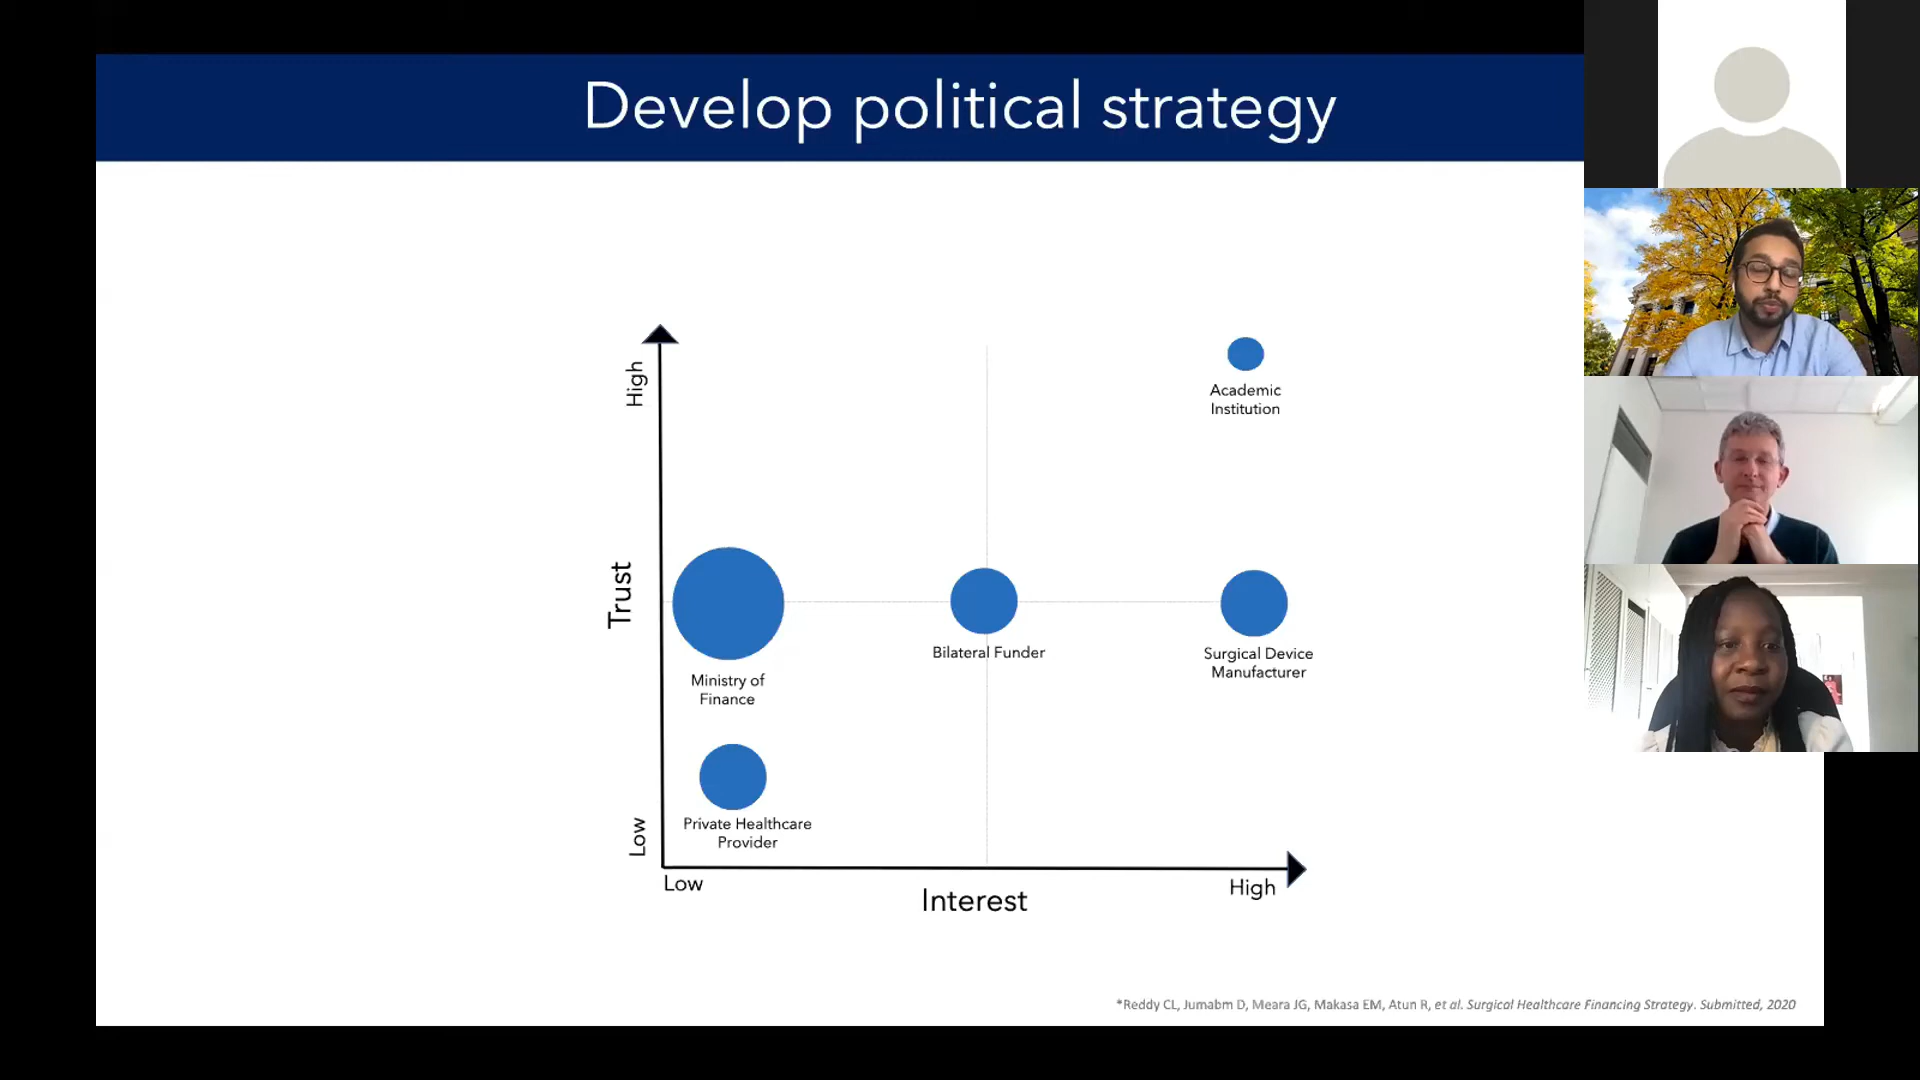 Develop political strategy
High
Academic
Institution
Trust
Bilateral Funder
Surgical Device
Manufacturer
Ministry of
Finance
Private Healthcare
Provider
Low
Low
High
Interest
*Reddy CL, Jumabm D, Meara JG, Makasa EM, Atun R, et al. Surgical Healthcare Financing Strategy. Submitted, 2020